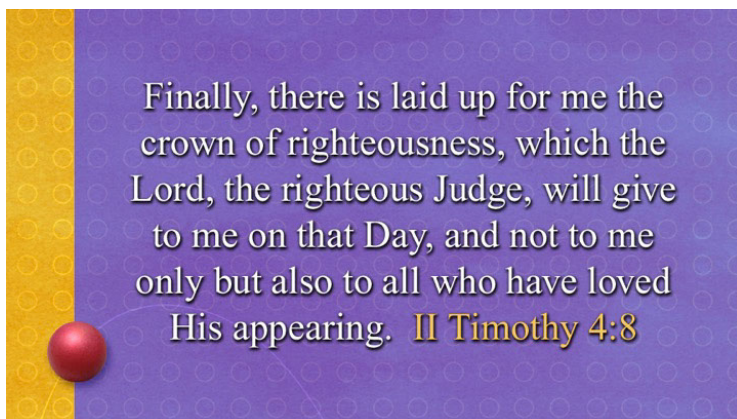 Finally, there is laid up for me the
crown of righteousness, which the
Lord, the righteous Judge, will give
to me on that Day, and not to me
only but also to all who have loved
His appearing.  II Timothy 4:8